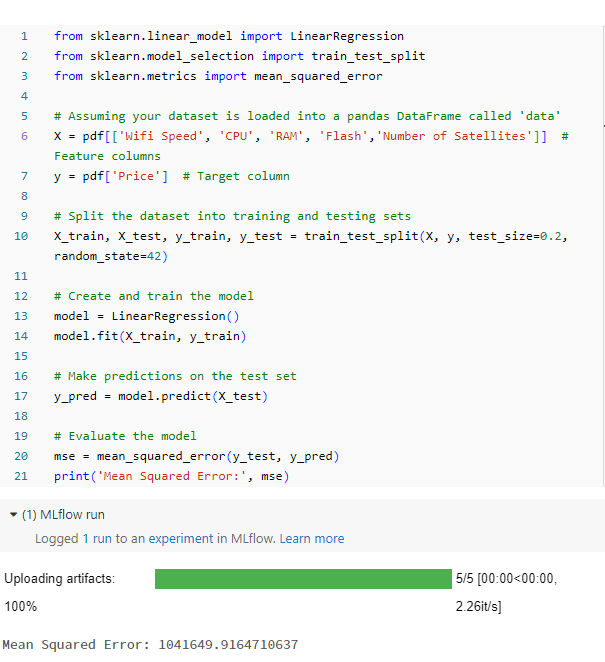 1 from sklearn.linear_model import LinearRegression
2 from sklearn.model_selection import train_test_split
3 from sklearn.metrics import mean_squared_error
4
5 # Assuming your dataset is loaded into a pandas DataFrame called 'data'
6 X = pdf[['Wifi Speed', 'CPU', 'RAM', 'Flash','Number of Satellites']] #
Feature columns
7 y = pdf['Price'] # Target column
8
9 # Split the dataset into training and testing sets
10 X_train, X_test, y_train, y_test = train_test_split(X, y, test_size=0.2,
random_state=42)
11
12 # Create and train the model
13 model = LinearRegression()
14 model.fit(X_train, y_train)
15
16 # Make predictions on the test set
17 y_pred = model.predict(X_test)
18
19 # Evaluate the model
20 mse = mean_squared_error(y_test, y_pred)
21 print('Mean Squared Error:', mse)
(1) MLflow run
Logged 1 run to an experiment in MLflow. Learn more
Uploading artifacts: 5/5 [00:00<00:00,
100% 2.26it/s]
Mean Squared Error: 1041649.9164710637